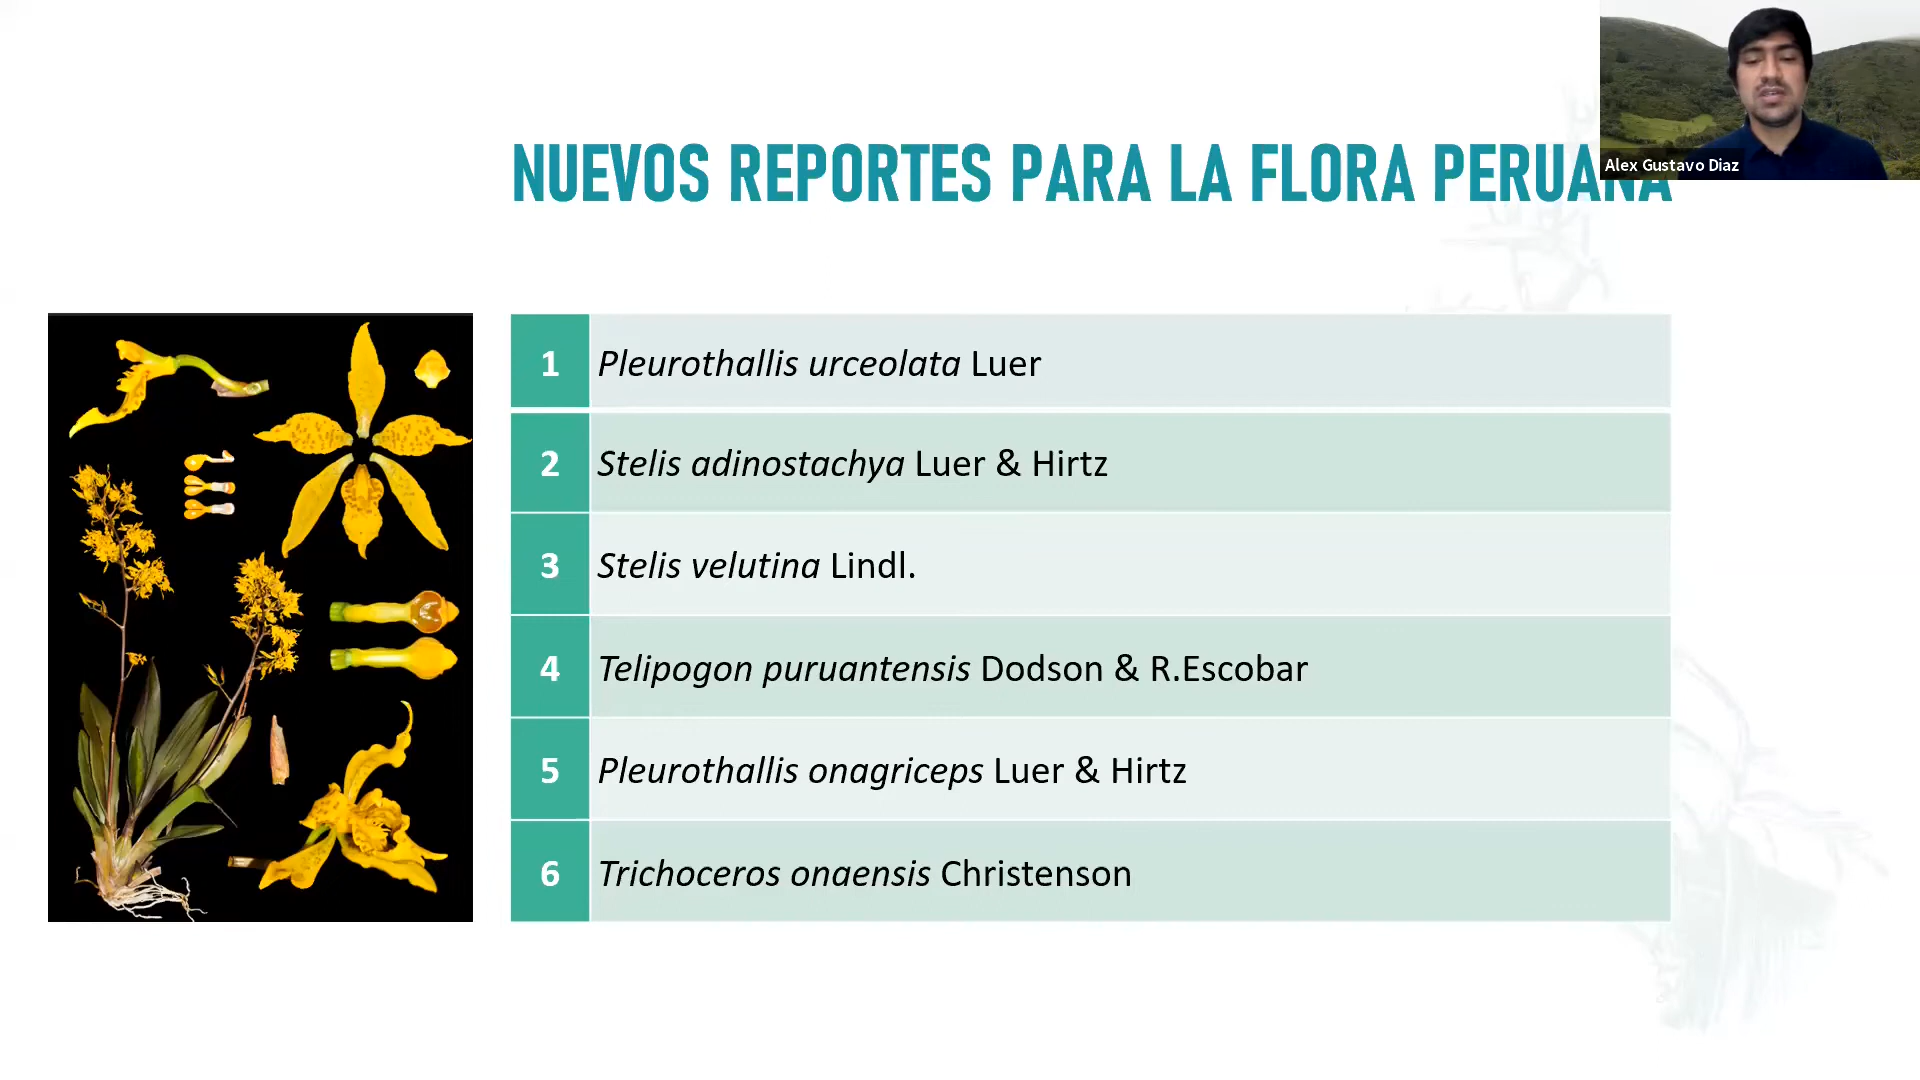 NUEVOS REPORTES PARA LA FLORA PERUANA
Alex Gustavo Diaz
1 Pleurothallis urceolata Luer
2 Stelis adinostachya Luer & Hirtz
3 Stelis velutina Lindl.
4 Telipogon puruantensis Dodson & R.Escobar
5 Pleurothallis onagriceps Luer & Hirtz
6 Trichoceros onaensis Christenson